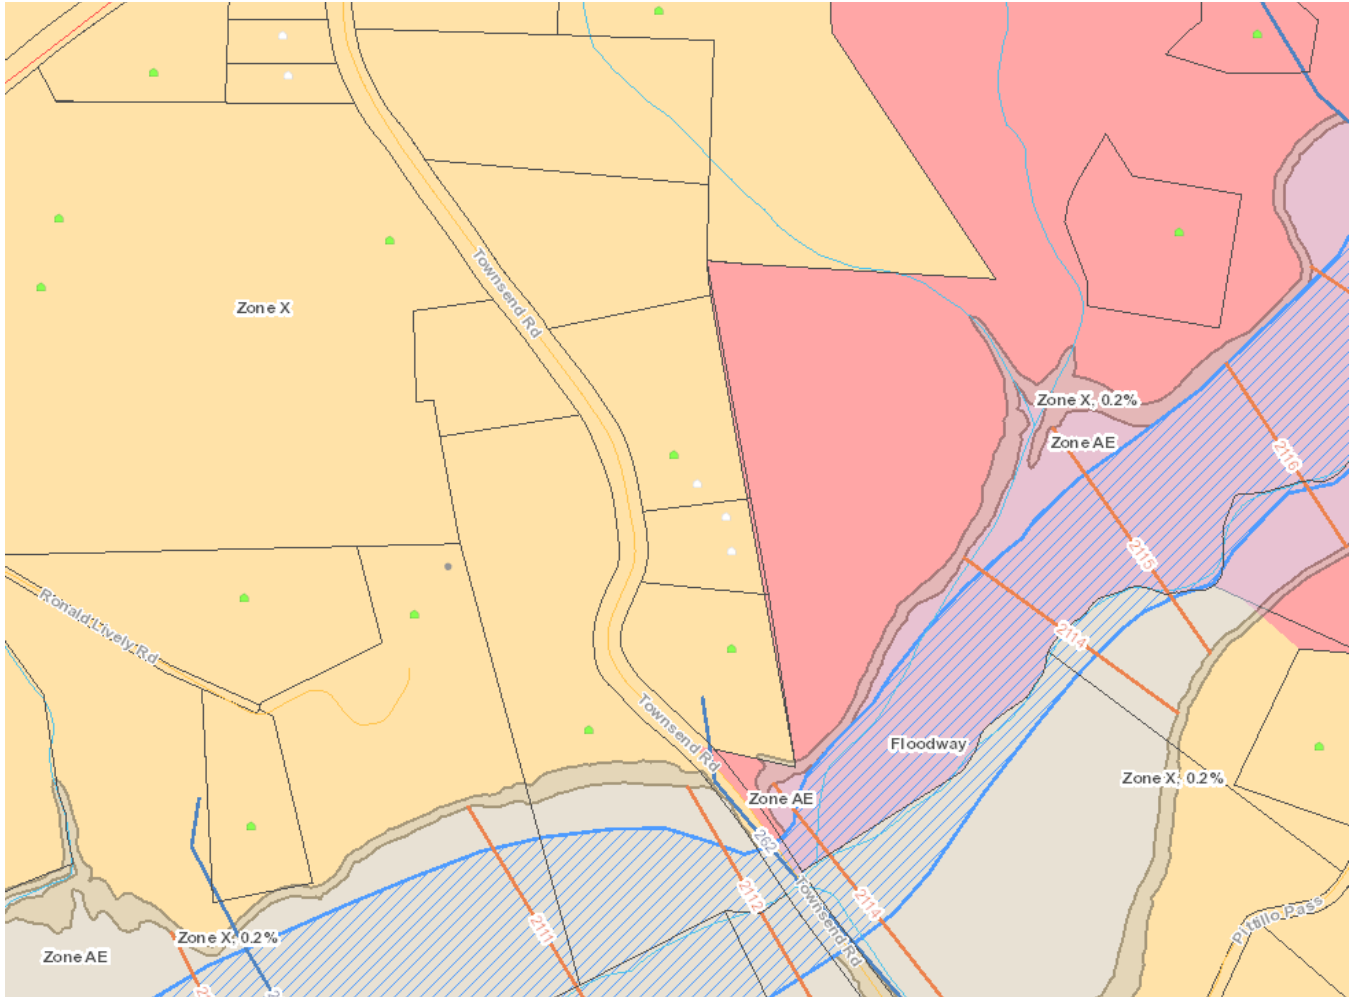 Townsend Rd
Zone X
Zone X, 0.2%
Zone AE
2116
2115
Ronald Lively Rd
2114
Townsend Rd
Floodway
Zone X, 0.2%
Zone AE
262
2112
2114
Townsend Rd
2111
Pittillo Pass
Zone X, 0.2%
Zone AE